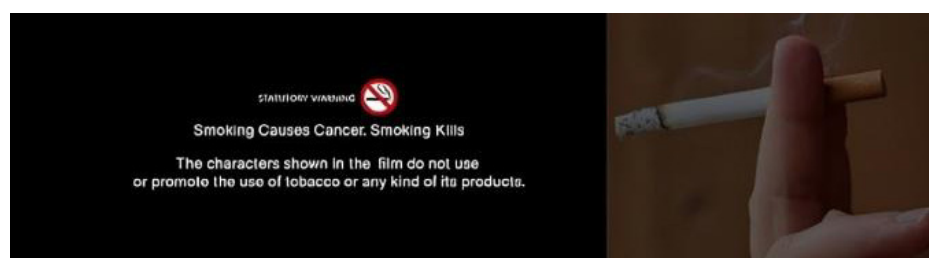 STATUTORY WARNING
Smoking Causes Cancer. Smoking Kills
The characters shown in the film do not use
or promote the use of tobacco or any kind of its products.